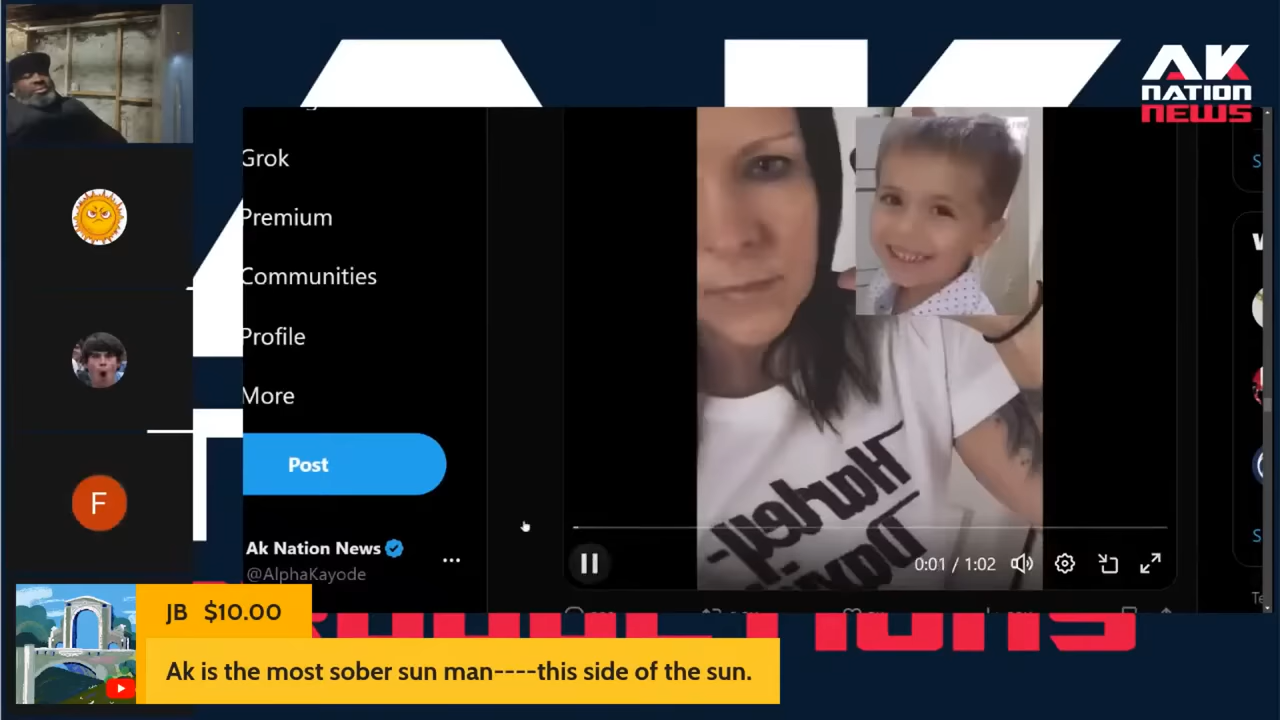 AK
NATION
NEWS
Grok
Premium
Communities
Profile
More
Post
Ak Nation News
@AlphaKayode
Harley-
0:01 / 1:02
F
JB $10.00
Ak is the most sober sun man----this side of the sun.